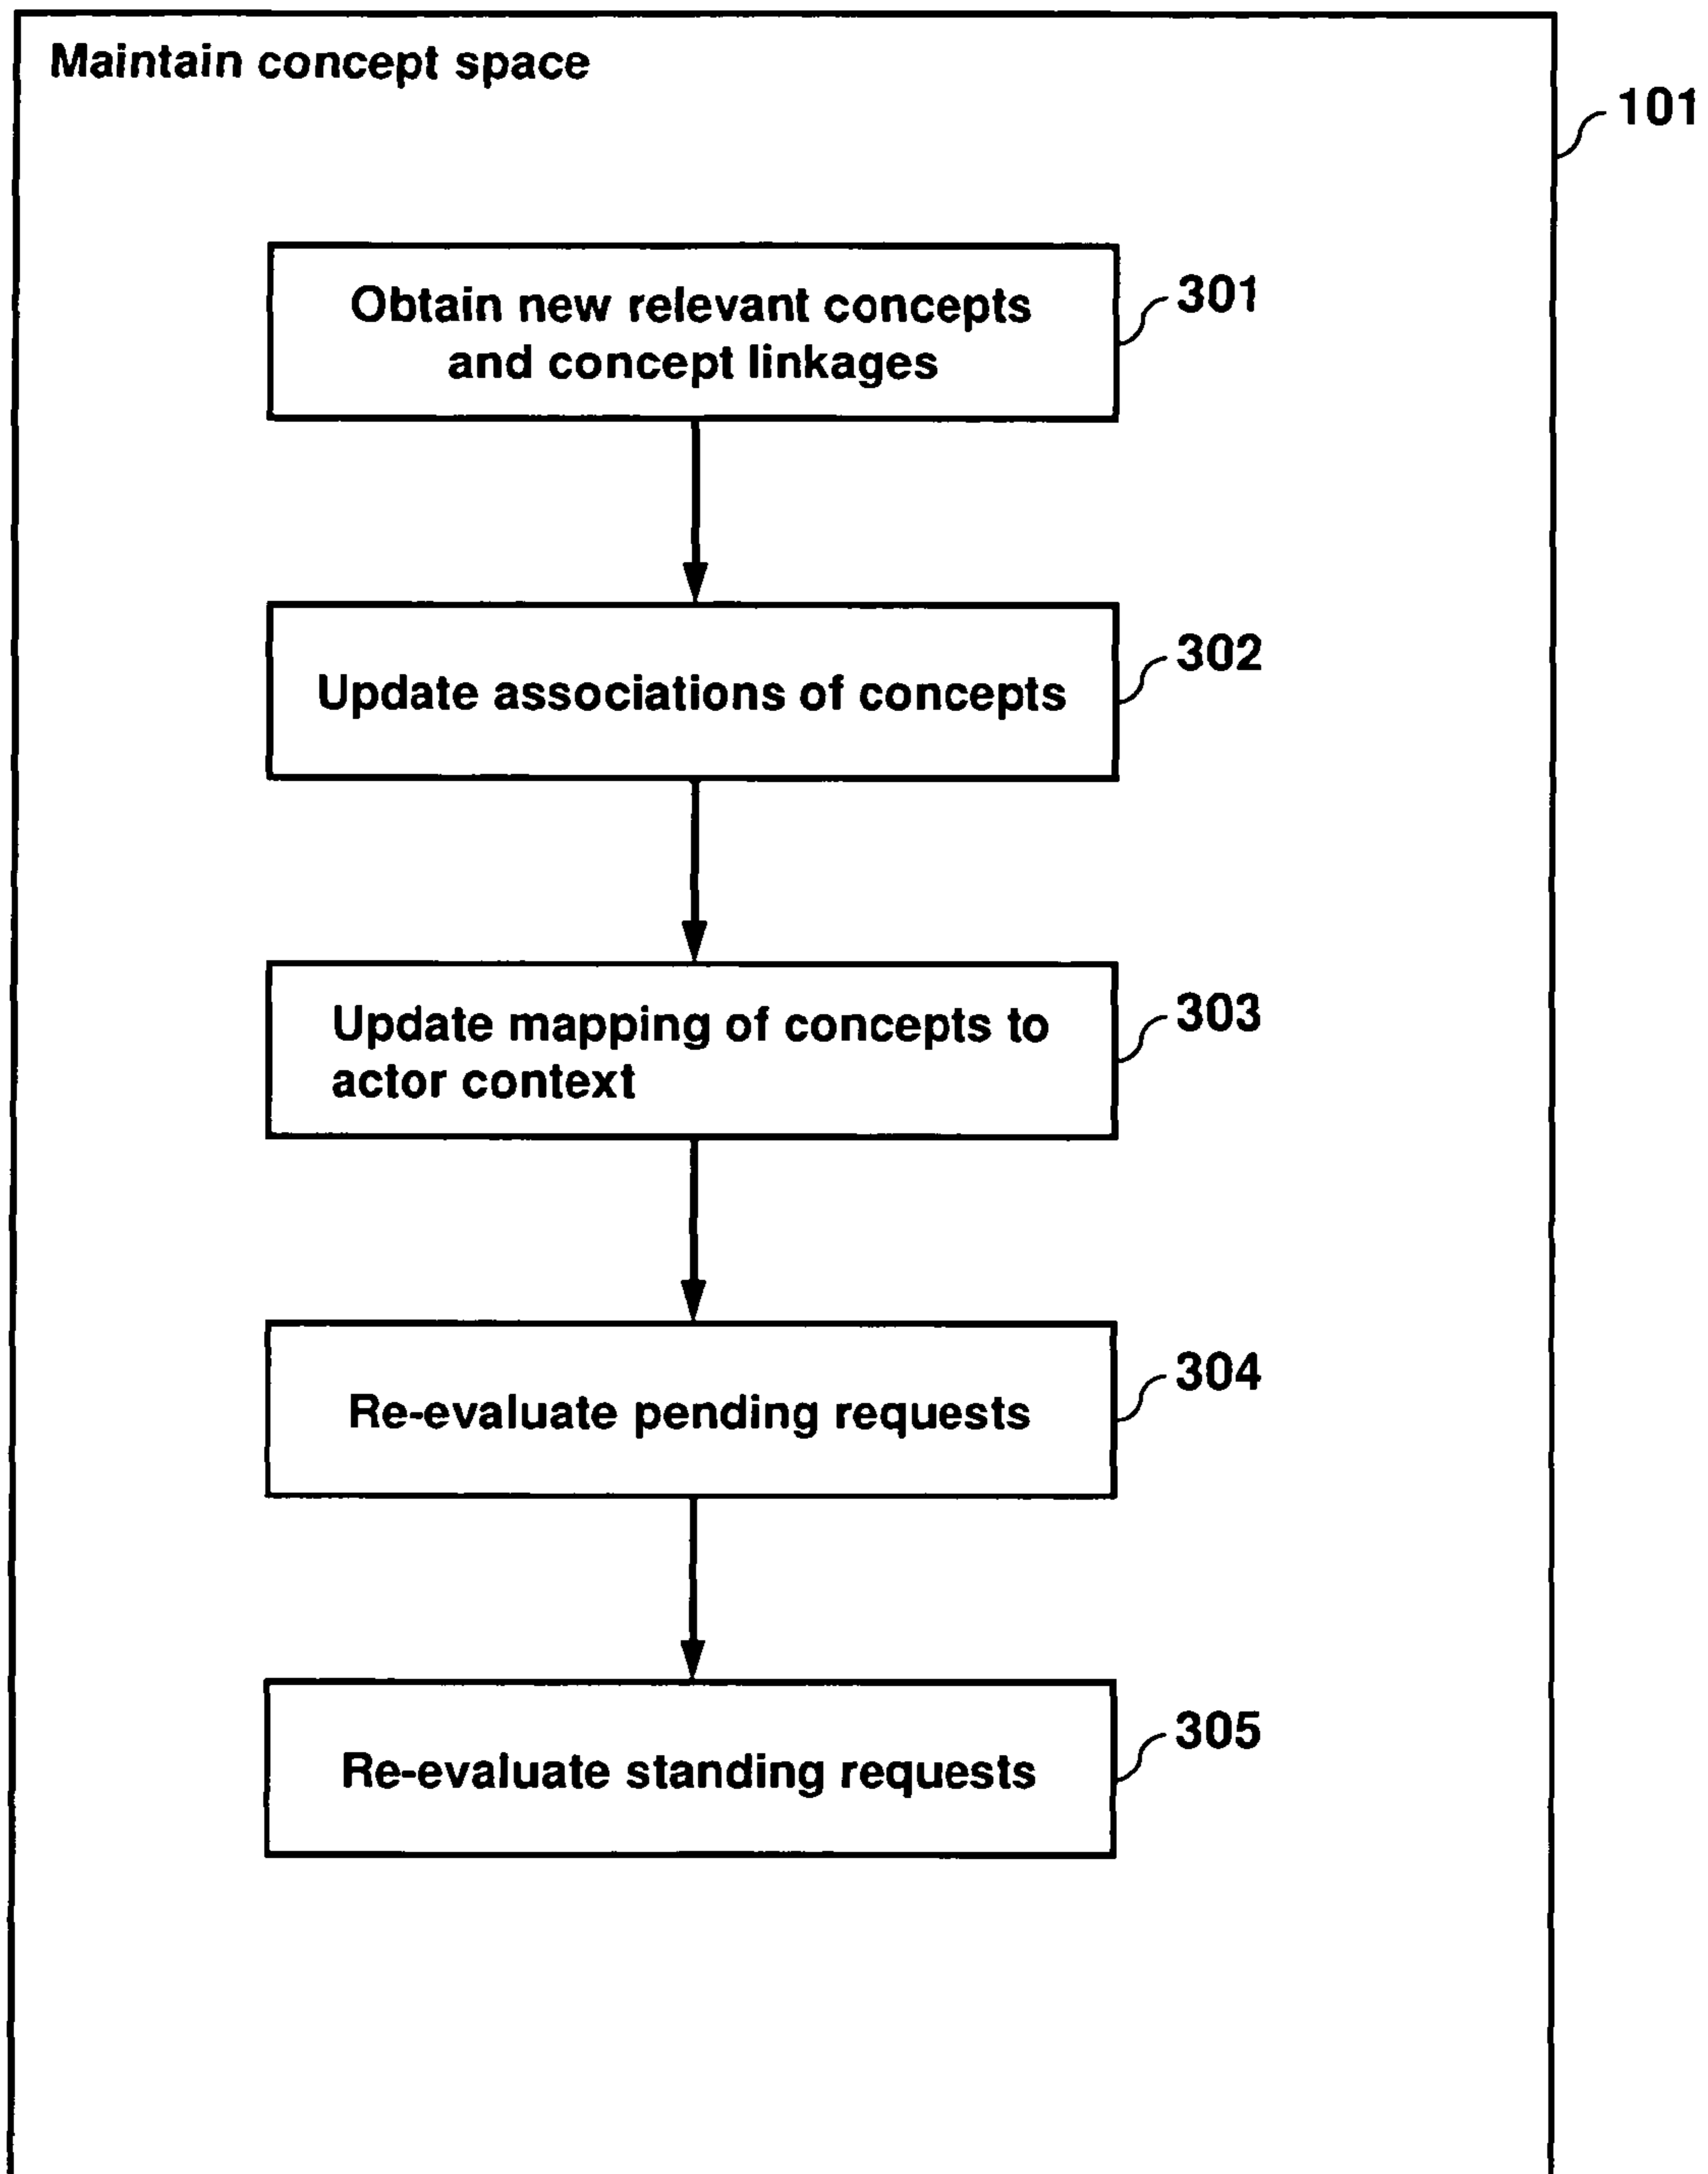 Maintain concept space
101
Obtain new relevant concepts
and concept linkages
301
Update associations of concepts
302
Update mapping of concepts to
actor context
303
Re-evaluate pending requests
304
Re-evaluate standing requests
305